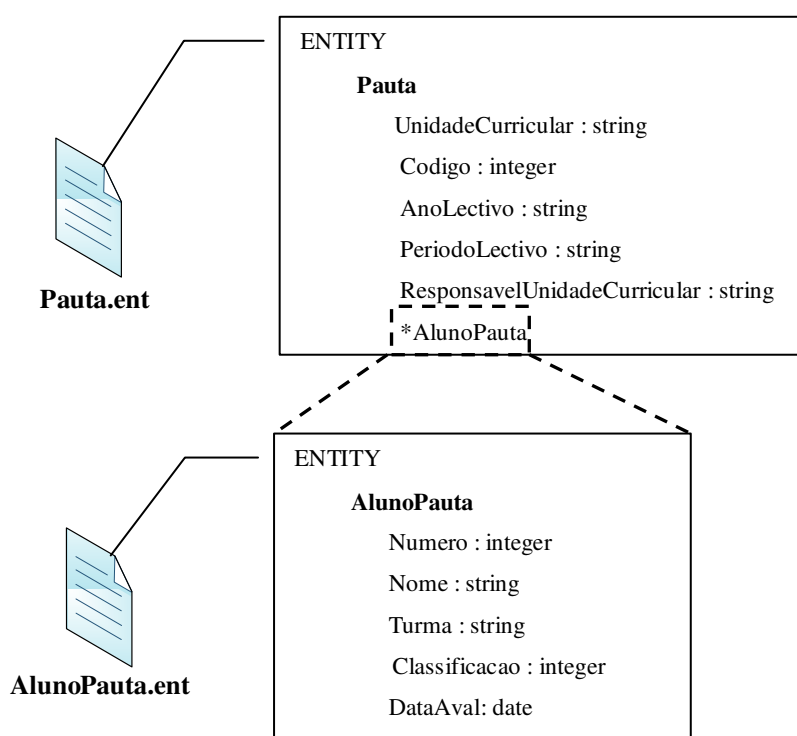 ENTITY
Pauta
UnidadeCurricular : string
Codigo : integer
AnoLectivo : string
PeriodoLectivo : string
ResponsavelUnidadeCurricular : string
*AlunoPauta
Pauta.ent
ENTITY
AlunoPauta
Numero : integer
Nome : string
Turma : string
Classificacao : integer
DataAval: date
AlunoPauta.ent